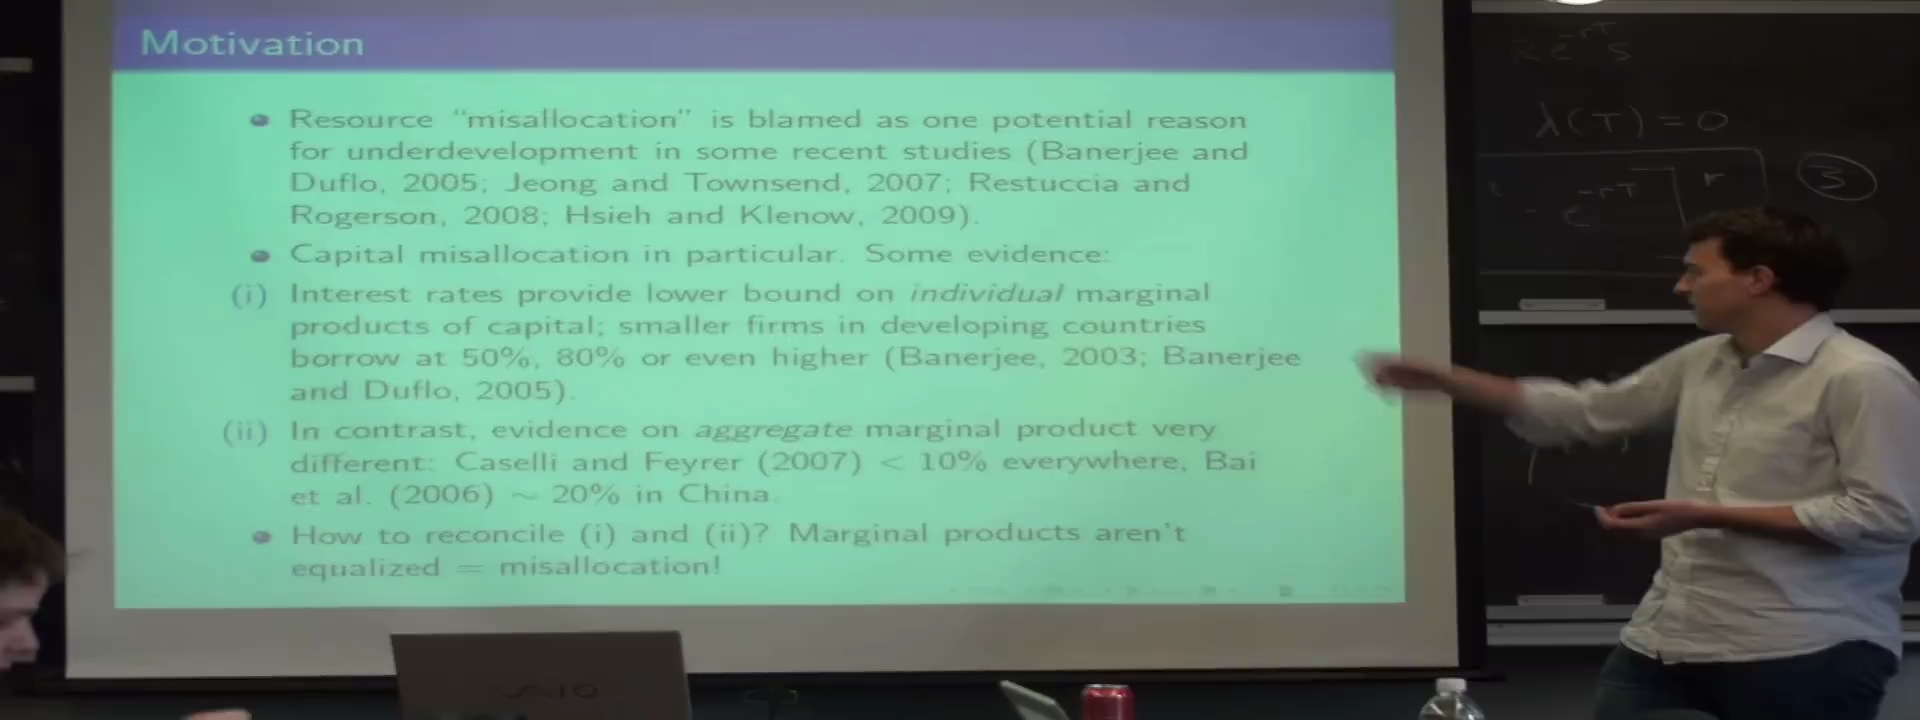 Motivation
Resource "misallocation" is blamed as one potential reason
for underdevelopment in some recent studies (Banerjee and
Duflo, 2005; Jeong and Townsend, 2007; Restuccia and
Rogerson, 2008; Hsieh and Klenow, 2009).
Capital misallocation in particular. Some evidence:
(i) Interest rates provide lower bound on individual marginal
products of capital; smaller firms in developing countries
borrow at 50%, 80% or even higher (Banerjee, 2003; Banerjee
and Duflo, 2005).
(ii) In contrast, evidence on aggregate marginal product very
different: Caselli and Feyrer (2007) < 10% everywhere, Bai
et al. (2006) ~ 20% in China.
How to reconcile (i) and (ii)? Marginal products aren't
equalized = misallocation!
λ(T) = 0
- e^-rT] r
3
VAIO